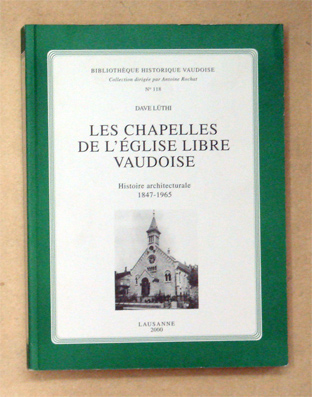 BIBLIOTHÈQUE HISTORIQUE VAUDOISE
Collection dirigée par Antoine Rochat
N° 118
DAVE LÜTHI
LES CHAPELLES
DE L'ÉGLISE LIBRE
VAUDOISE
Histoire architecturale
1847-1965
LAUSANNE
2000